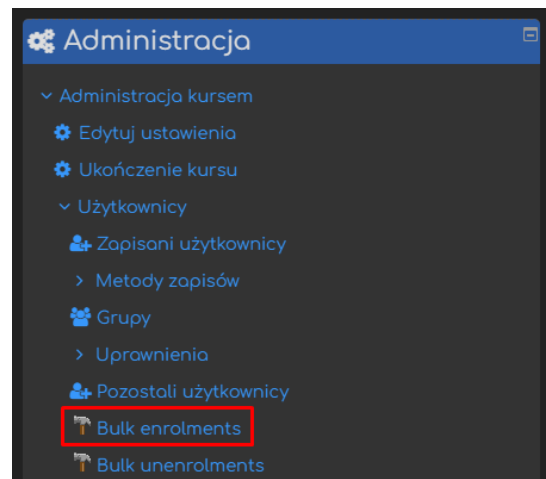 Administracja
Administracja kursem
Edytuj ustawienia
Ukończenie kursu
Użytkownicy
Zapisani użytkownicy
Metody zapisów
Grupy
Uprawnienia
Pozostali użytkownicy
Bulk enrolments
Bulk unenrolments